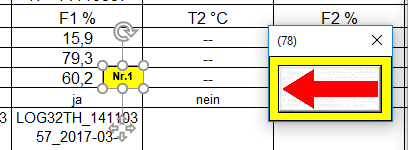 F1 % T2 °C F2 %
(78)
15,9 --
79,3 --
60,2 Nr.1 --
ja nein
3 LOG32TH_141103
57_2017-03-